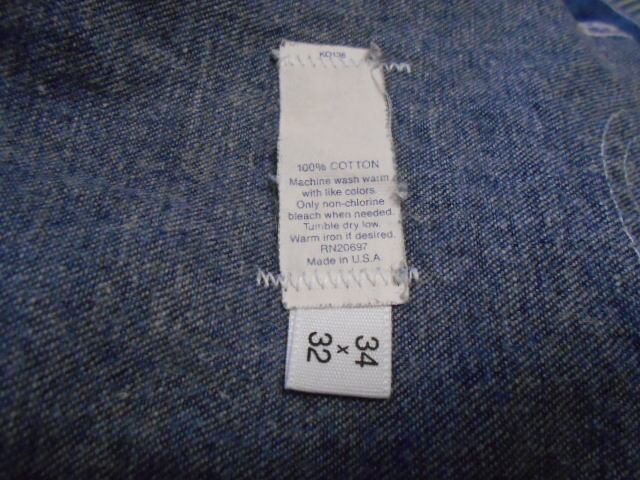 KO136
100% COTTON
Machine wash warm
with like colors.
Only non-chlorine
bleach when needed.
Tumble dry low.
Warm iron if desired.
RN20697
Made in U.S.A
34
x
32